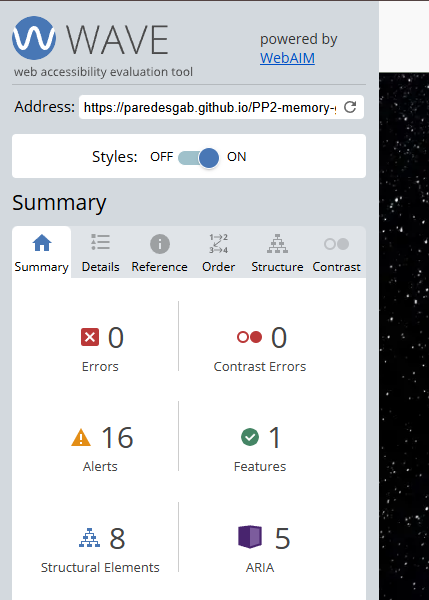 WAVE
powered by
WebAIM
web accessibility evaluation tool
Address: https://paredesgab.github.io/PP2-memory-
Styles: OFF ON
Summary
Summary Details Reference Order Structure Contrast
0 0
Errors Contrast Errors
16 1
Alerts Features
8 5
Structural Elements ARIA